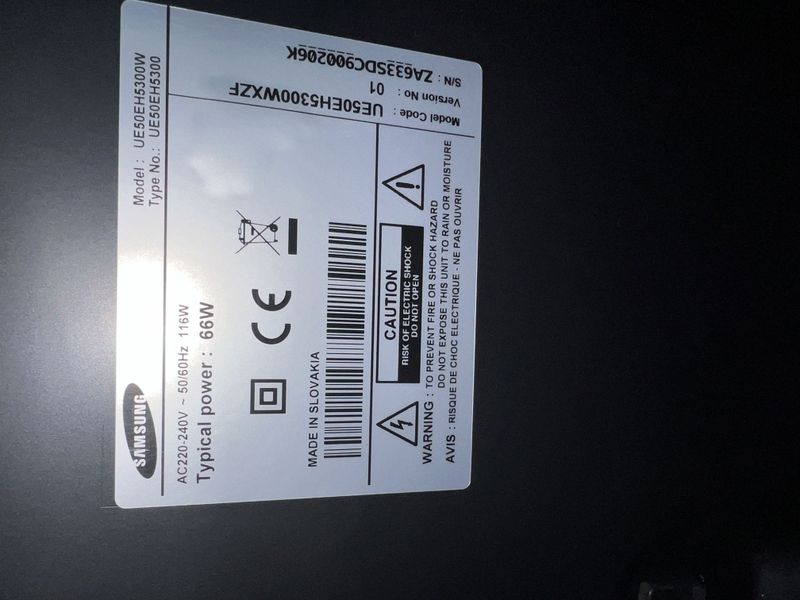 SAMSUNG
Model : UE50EH5300W
Type No.: UE50EH5300
AC220-240V ~ 50/60Hz 116W
Typical power : 66W
MADE IN SLOVAKIA
CAUTION
RISK OF ELECTRIC SHOCK
DO NOT OPEN
WARNING : TO PREVENT FIRE OR SHOCK HAZARD
DO NOT EXPOSE THIS UNIT TO RAIN OR MOISTURE
AVIS : RISQUE DE CHOC ELECTRIQUE - NE PAS OUVRIR
Model Code : UE50EH5300WXZF
Version No : 01
S/N : ZA633SDC900206K